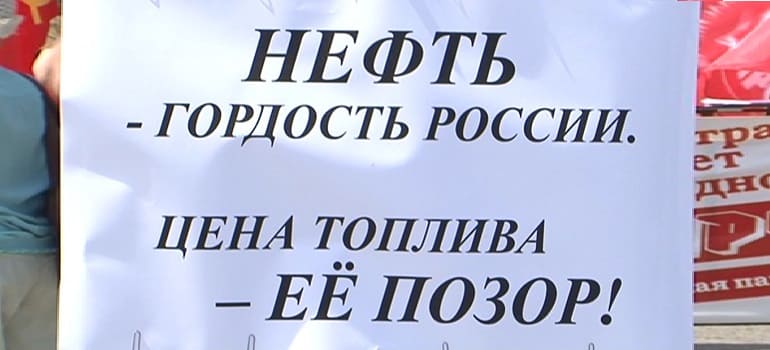 НЕФТЬ
- ГОРДОСТЬ РОССИИ.
ЦЕНА ТОПЛИВА
– ЕЁ ПОЗОР!